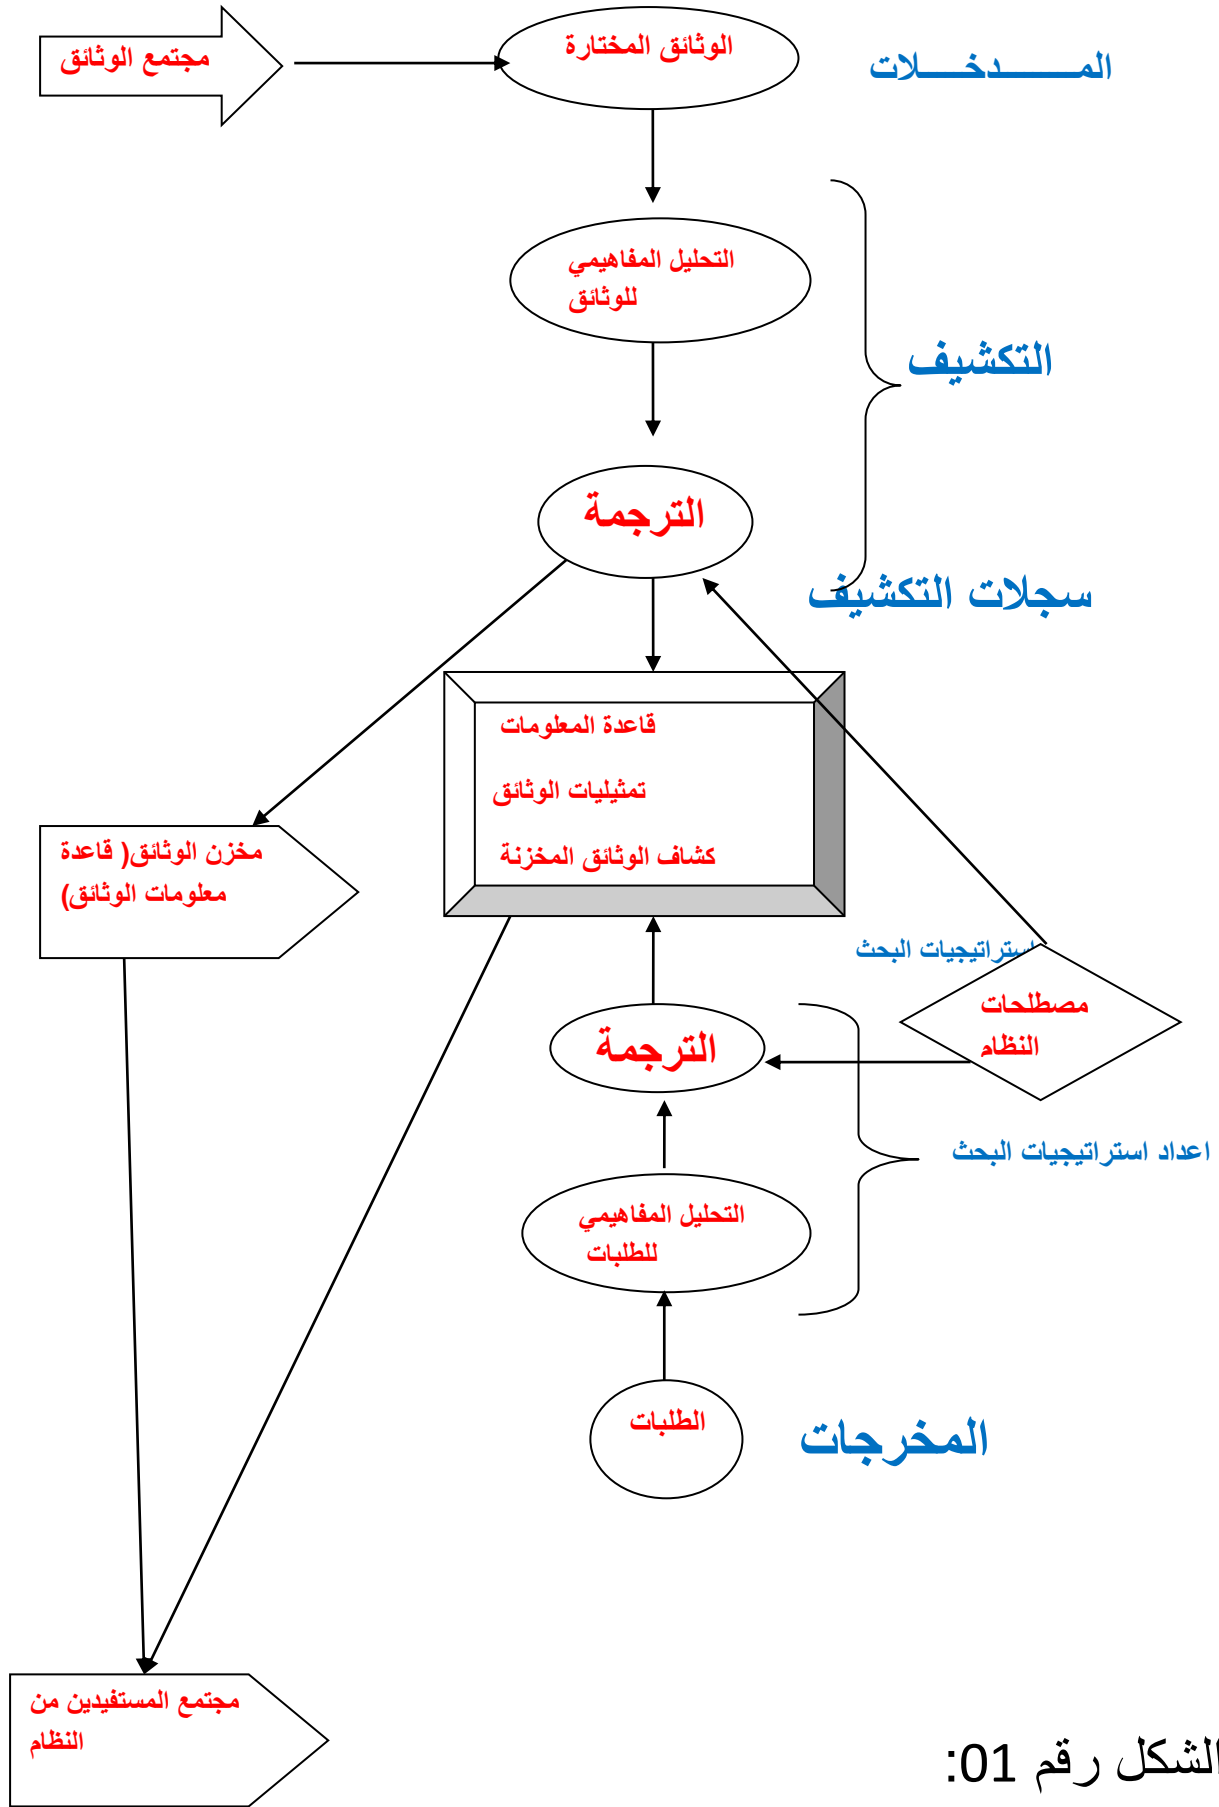 المـــــــدخـــــلات
الوثائق المختارة
مجتمع الوثائق
التحليل المفاهيمي
للوثائق
التكشيف
الترجمة
سجلات التكشيف
قاعدة المعلومات
تمثيليات الوثائق
كشاف الوثائق المخزنة
مخزن الوثائق( قاعدة
معلومات الوثائق)
استراتيجيات البحث
مصطلحات
النظام
الترجمة
اعداد استراتيجيات البحث
التحليل المفاهيمي
للطلبات
الطلبات
المخرجات
مجتمع المستفيدين من
النظام
الشكل رقم 01: